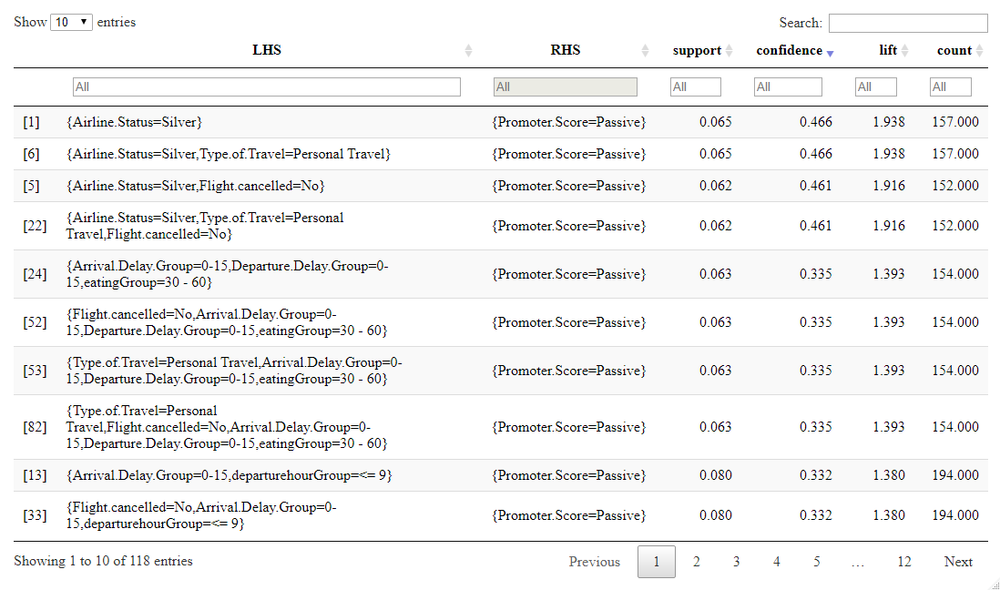 Show 10 entries Search:
LHS RHS support confidence lift count
All All All All All All
[1] {Airline.Status=Silver} {Promoter.Score=Passive} 0.065 0.466 1.938 157.000
[6] {Airline.Status=Silver,Type.of.Travel=Personal Travel} {Promoter.Score=Passive} 0.065 0.466 1.938 157.000
[5] {Airline.Status=Silver,Flight.cancelled=No} {Promoter.Score=Passive} 0.062 0.461 1.916 152.000
[22] {Airline.Status=Silver,Type.of.Travel=Personal
Travel,Flight.cancelled=No} {Promoter.Score=Passive} 0.062 0.461 1.916 152.000
[24] {Arrival.Delay.Group=0-15,Departure.Delay.Group=0-
15,eatingGroup=30 - 60} {Promoter.Score=Passive} 0.063 0.335 1.393 154.000
[52] {Flight.cancelled=No,Arrival.Delay.Group=0-
15,Departure.Delay.Group=0-15,eatingGroup=30 - 60} {Promoter.Score=Passive} 0.063 0.335 1.393 154.000
[53] {Type.of.Travel=Personal Travel,Arrival.Delay.Group=0-
15,Departure.Delay.Group=0-15,eatingGroup=30 - 60} {Promoter.Score=Passive} 0.063 0.335 1.393 154.000
[82] {Type.of.Travel=Personal
Travel,Flight.cancelled=No,Arrival.Delay.Group=0-
15,Departure.Delay.Group=0-15,eatingGroup=30 - 60} {Promoter.Score=Passive} 0.063 0.335 1.393 154.000
[13] {Arrival.Delay.Group=0-15,departurehourGroup=<= 9} {Promoter.Score=Passive} 0.080 0.332 1.380 194.000
[33] {Flight.cancelled=No,Arrival.Delay.Group=0-
15,departurehourGroup=<= 9} {Promoter.Score=Passive} 0.080 0.332 1.380 194.000
Showing 1 to 10 of 118 entries Previous 1 2 3 4 5 … 12 Next